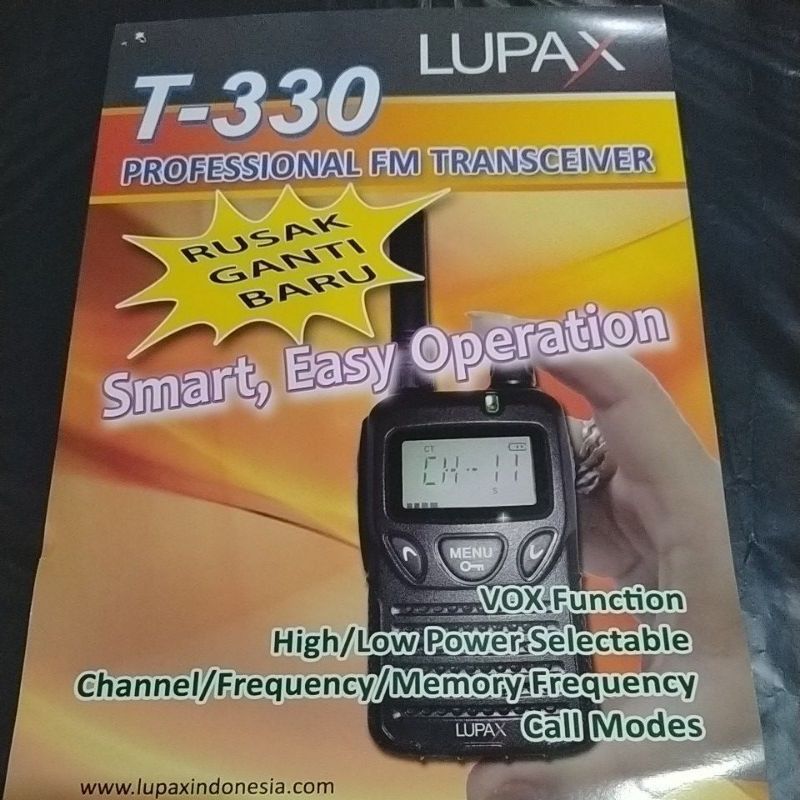 LUPAX
T-330
PROFESSIONAL FM TRANSCEIVER
RUSAK
GANTI
BARU
Smart, Easy Operation
CT
CH-11
S
MENU
VOX Function
High/Low Power Selectable
Channel/Frequency/Memory Frequency
Call Modes
LUPAX
www.lupaxindonesia.com